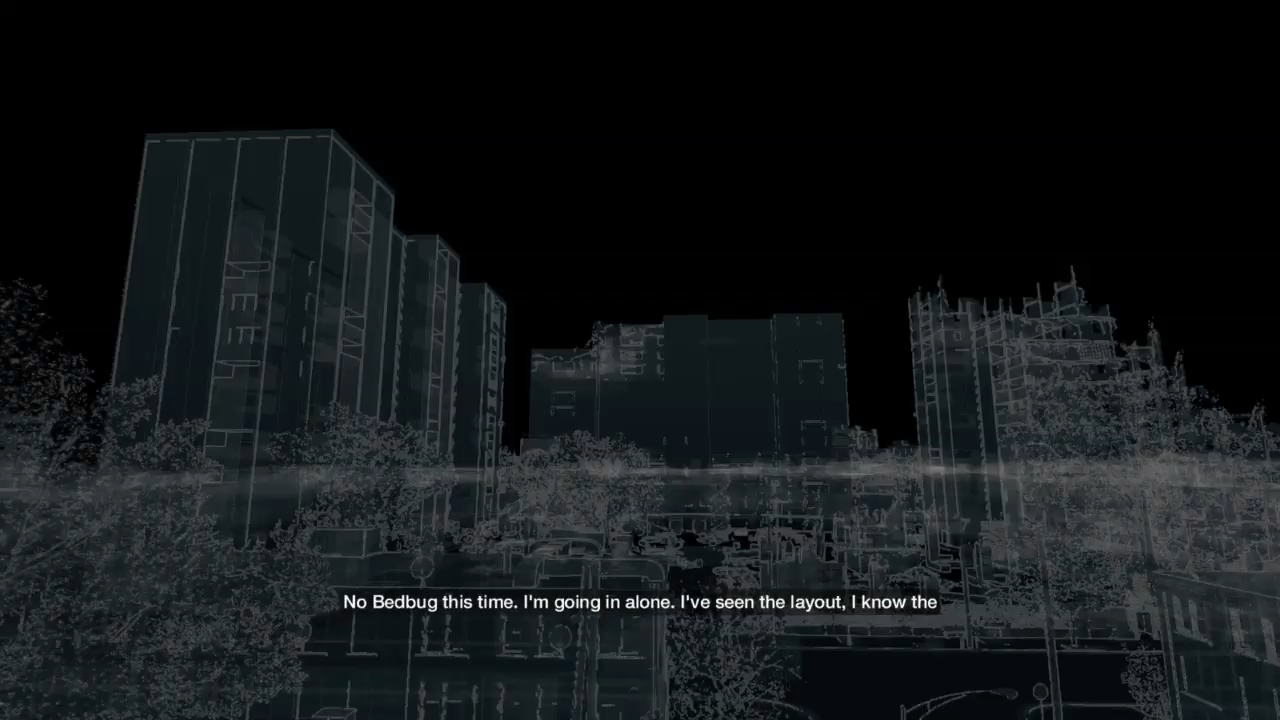 No Bedbug this time. I'm going in alone. I've seen the layout, I know the